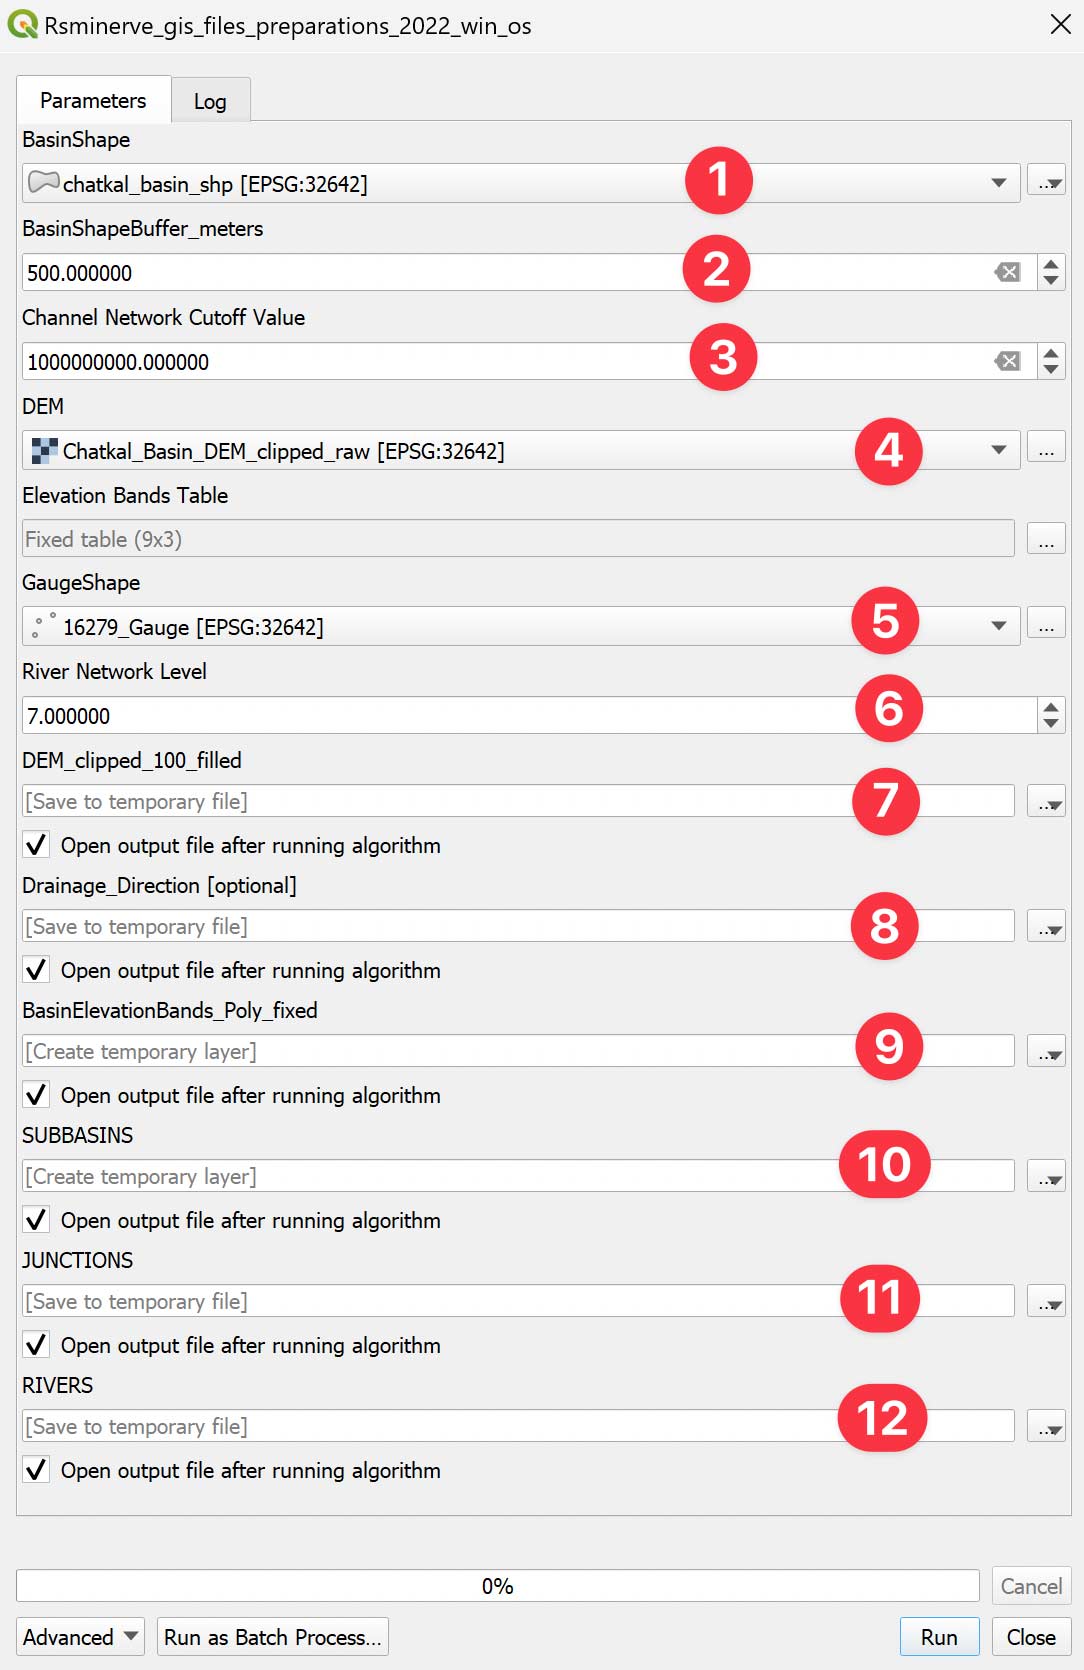 Rsminerve_gis_files_preparations_2022_win_os
Parameters Log
BasinShape
chatkal_basin_shp [EPSG:32642] 1 ...
BasinShapeBuffer_meters
500.000000 2
Channel Network Cutoff Value
1000000000.000000 3
DEM
Chatkal_Basin_DEM_clipped_raw [EPSG:32642] 4 ...
Elevation Bands Table
Fixed table (9x3) ...
GaugeShape
16279_Gauge [EPSG:32642] 5 ...
River Network Level
7.000000 6
DEM_clipped_100_filled
[Save to temporary file] 7 ...
Open output file after running algorithm
Drainage_Direction [optional]
[Save to temporary file] 8 ...
Open output file after running algorithm
BasinElevationBands_Poly_fixed
[Create temporary layer] 9 ...
Open output file after running algorithm
SUBBASINS
[Create temporary layer] 10 ...
Open output file after running algorithm
JUNCTIONS
[Save to temporary file] 11 ...
Open output file after running algorithm
RIVERS
[Save to temporary file] 12 ...
Open output file after running algorithm
0% Cancel
Advanced Run as Batch Process... Run Close